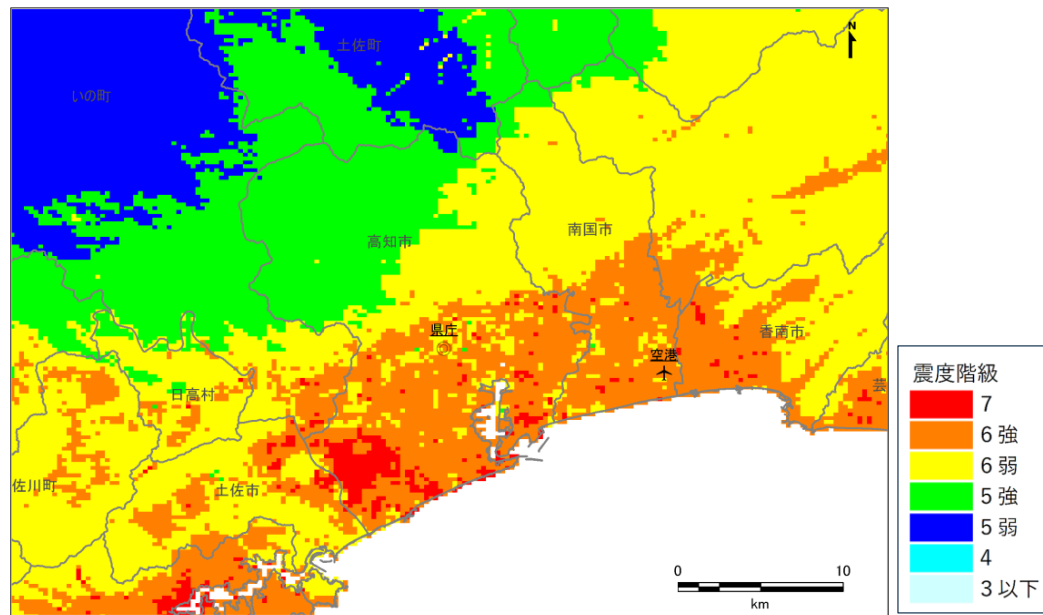 土佐町
N
いの町
高知市
南国市
県庁
香南市
空港
日高村
芸
佐川町
土佐市
0
10
km
震度階級
7
6強
6弱
5強
5弱
4
3以下